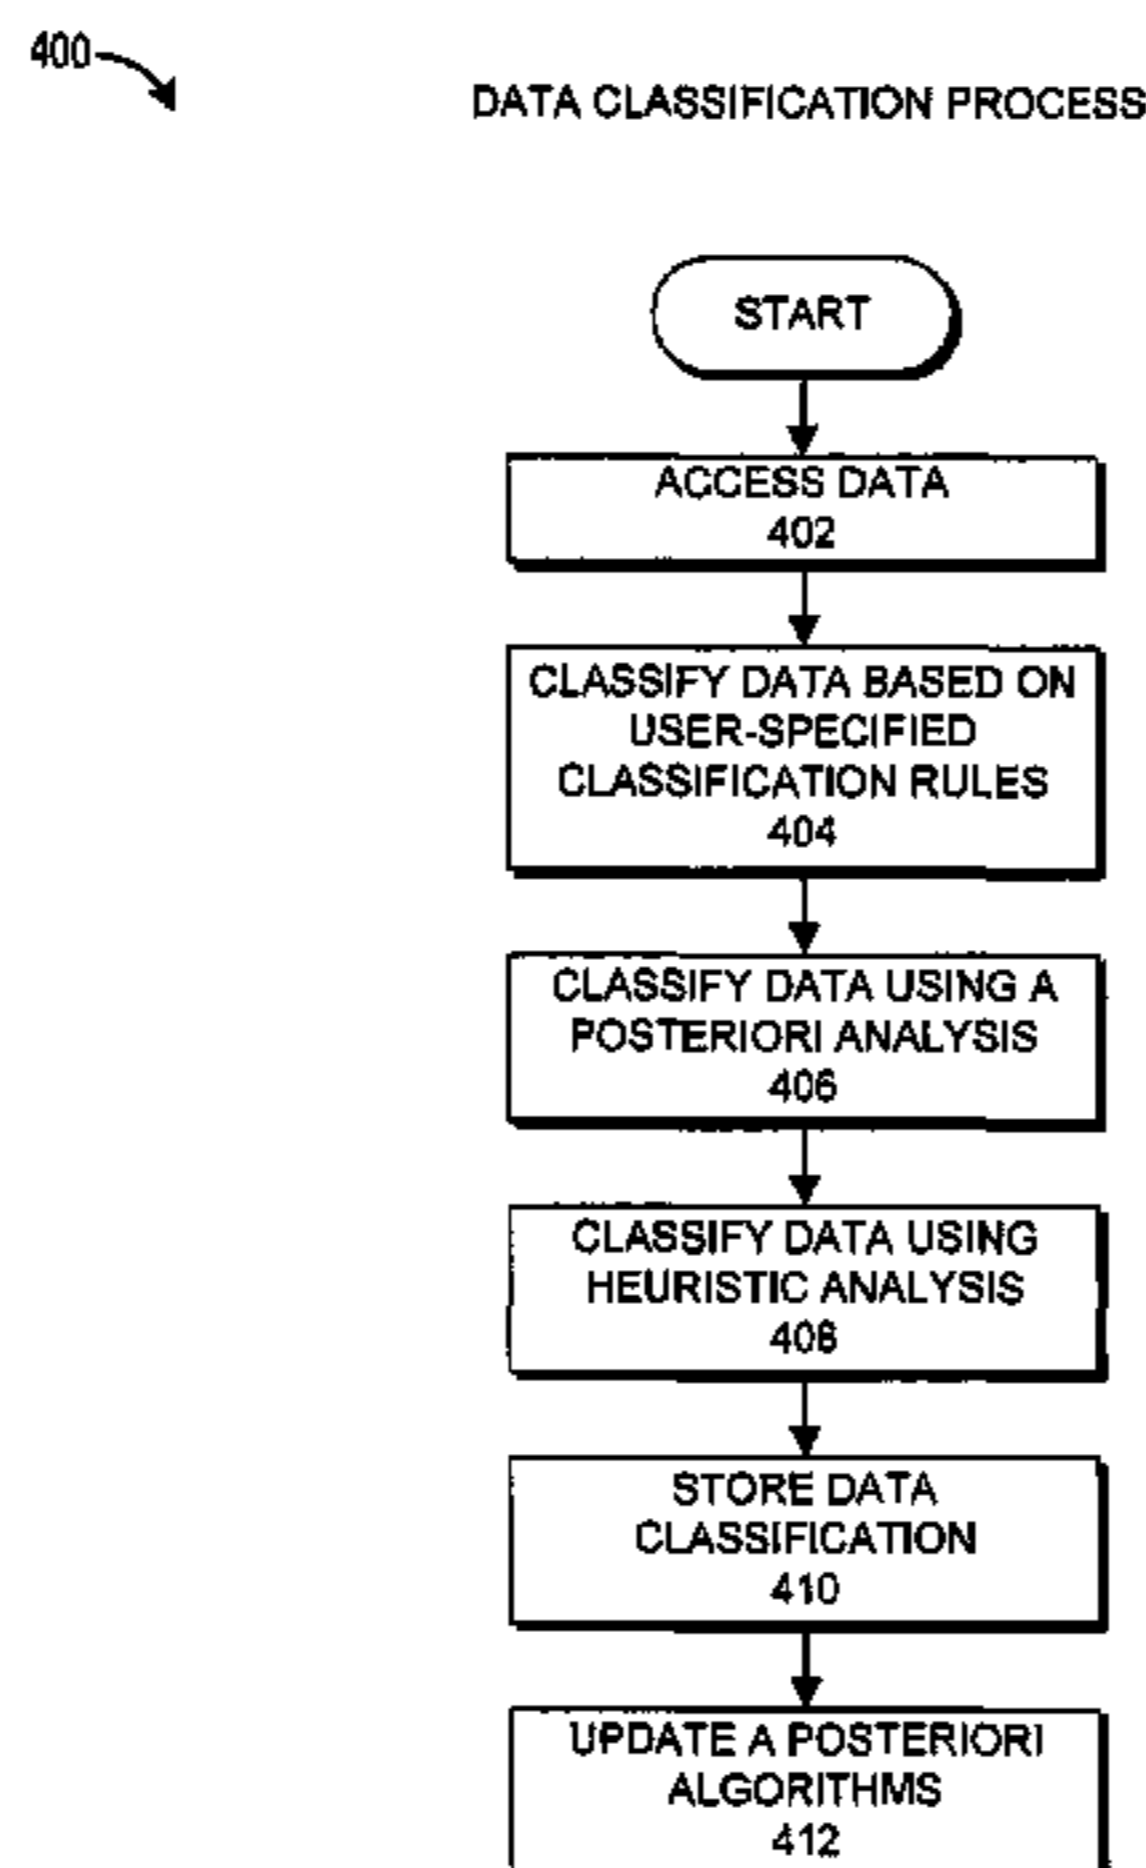 400
DATA CLASSIFICATION PROCESS
START
ACCESS DATA
402
CLASSIFY DATA BASED ON
USER-SPECIFIED
CLASSIFICATION RULES
404
CLASSIFY DATA USING A
POSTERIORI ANALYSIS
406
CLASSIFY DATA USING
HEURISTIC ANALYSIS
408
STORE DATA
CLASSIFICATION
410
UPDATE A POSTERIORI
ALGORITHMS
412